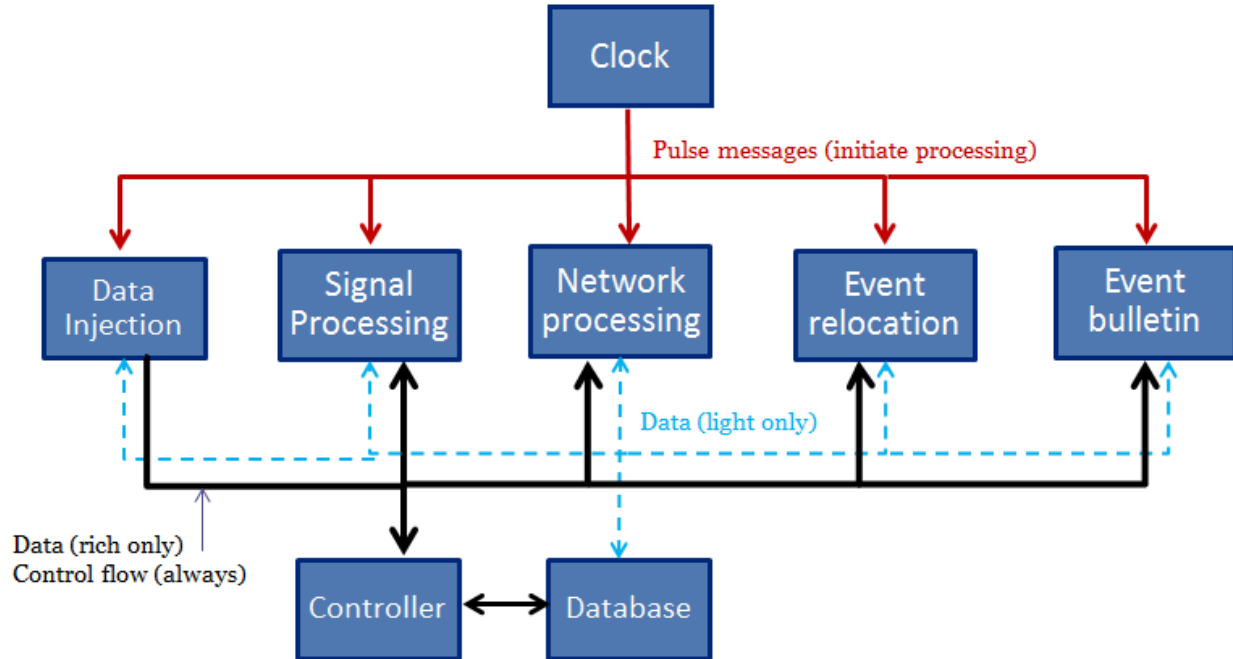 Clock
Pulse messages (initiate processing)
Data
Injection
Signal
Processing
Network
processing
Event
relocation
Event
bulletin
Data (light only)
Data (rich only)
Control flow (always)
Controller
Database